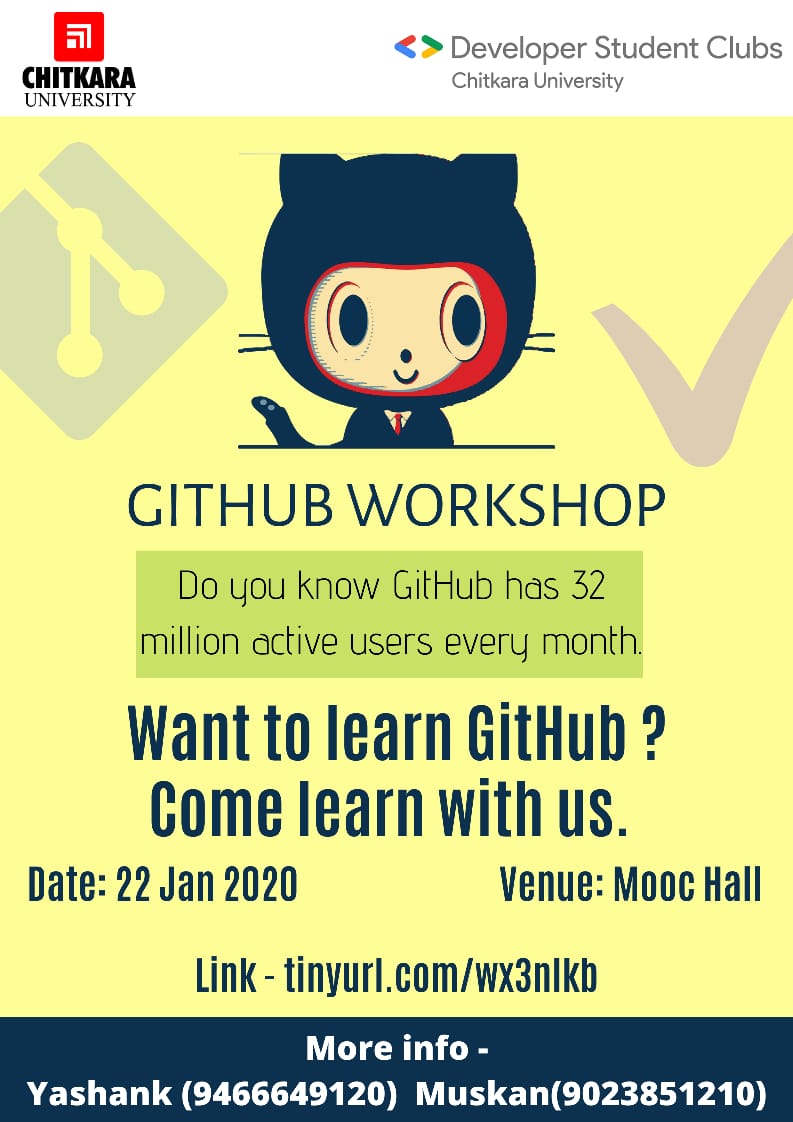 CHITKARA
UNIVERSITY
Developer Student Clubs
Chitkara University
GITHUB WORKSHOP
Do you know GitHub has 32
million active users every month.
Want to learn GitHub ?
Come learn with us.
Date: 22 Jan 2020
Venue: Mooc Hall
Link - tinyurl.com/wx3nlkb
More info -
Yashank (9466649120) Muskan(9023851210)